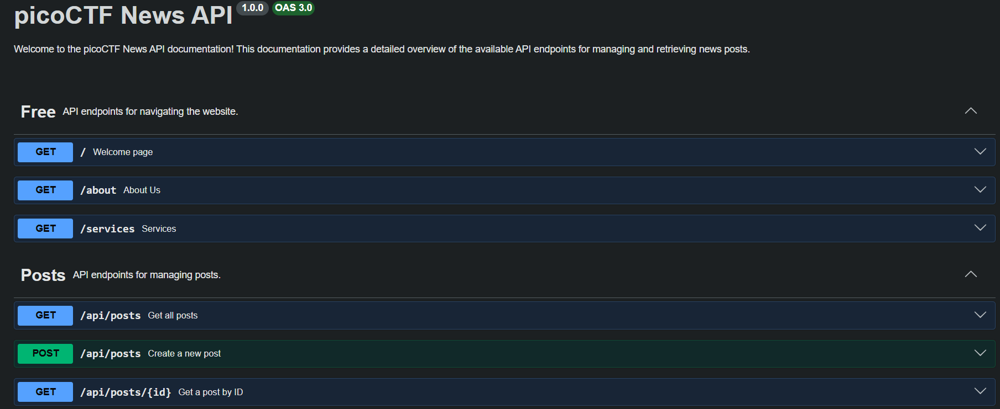 picoCTF News API 1.0.0 OAS 3.0
Welcome to the picoCTF News API documentation! This documentation provides a detailed overview of the available API endpoints for managing and retrieving news posts.
Free API endpoints for navigating the website.
GET / Welcome page
GET /about About Us
GET /services Services
Posts API endpoints for managing posts.
GET /api/posts Get all posts
POST /api/posts Create a new post
GET /api/posts/{id} Get a post by ID